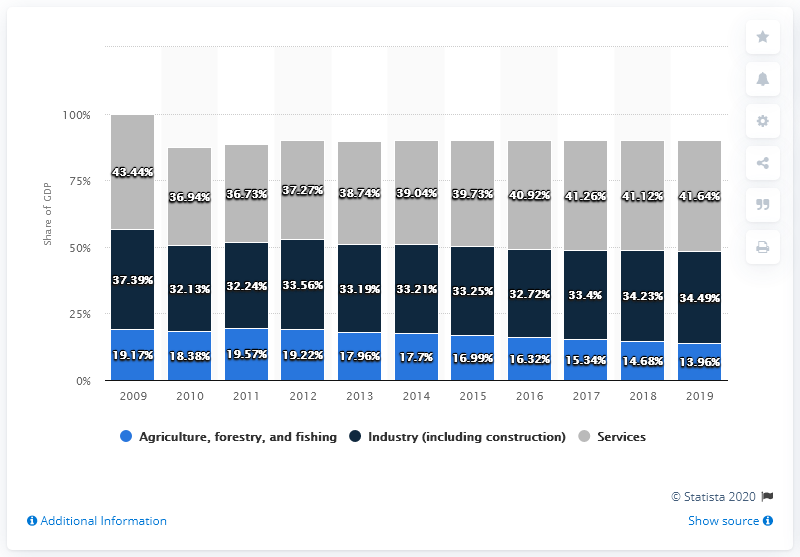 Share of GDP
100%
75%
50%
25%
0%
43.44% 36.94% 36.73% 37.27% 38.74% 39.04% 39.73% 40.92% 41.26% 41.12% 41.64%
37.39% 32.13% 32.24% 33.56% 33.19% 33.21% 33.25% 32.72% 33.4% 34.23% 34.49%
19.17% 18.38% 19.57% 19.22% 17.96% 17.7% 16.99% 16.32% 15.34% 14.68% 13.96%
2009 2010 2011 2012 2013 2014 2015 2016 2017 2018 2019
Agriculture, forestry, and fishing Industry (including construction) Services
© Statista 2020
Additional Information Show source